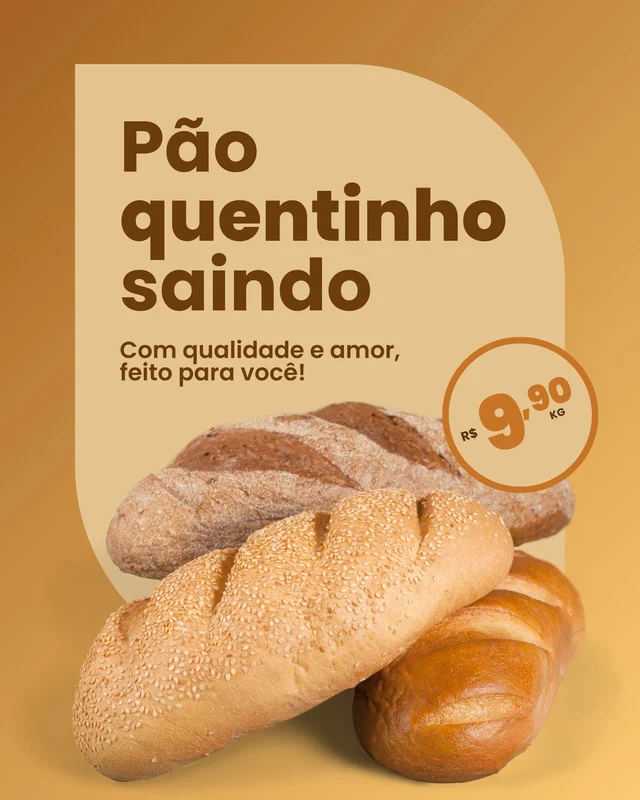 Pão
quentinho
saindo
Com qualidade e amor,
feito para você!
R$ 9,90
KG